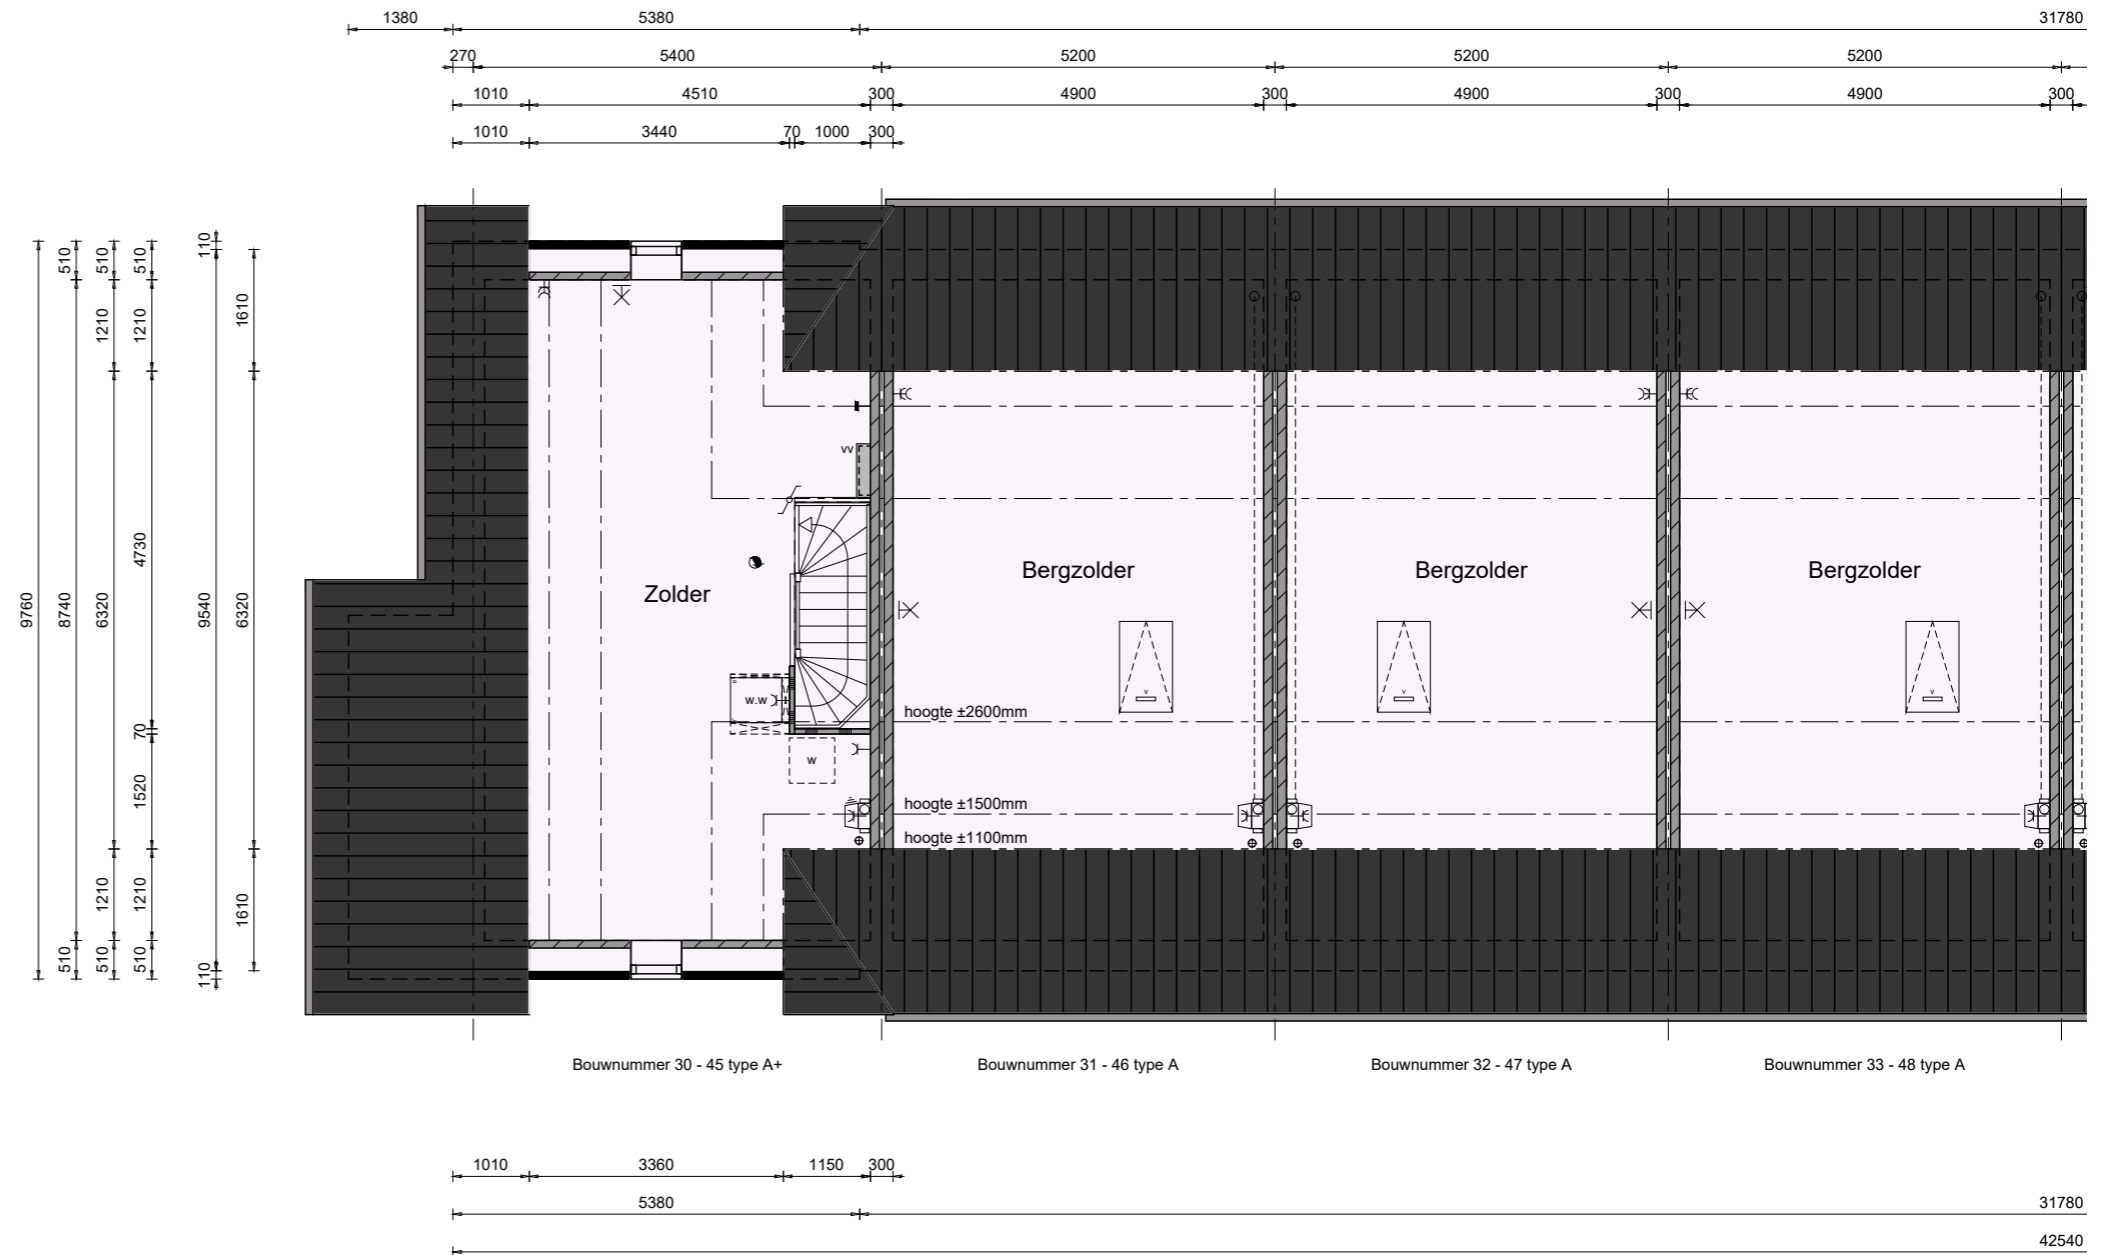 1380 5380 31780
270 5400 5200 5200 5200
1010 4510 300 4900 300 4900 300 4900 300
1010 3440 70 1000 300
9760
510 8740 510
510 1210 6320 1210 510
510 1210 4730 70 1520 1210 510
110 9540 110
1610 6320 1610
vv
Zolder
Bergzolder
Bergzolder
Bergzolder
w.w
v
v
v
w
hoogte ±2600mm
hoogte ±1500mm
hoogte ±1100mm
Bouwnummer 30 - 45 type A+
Bouwnummer 31 - 46 type A
Bouwnummer 32 - 47 type A
Bouwnummer 33 - 48 type A
1010 3360 1150 300
5380 31780
42540